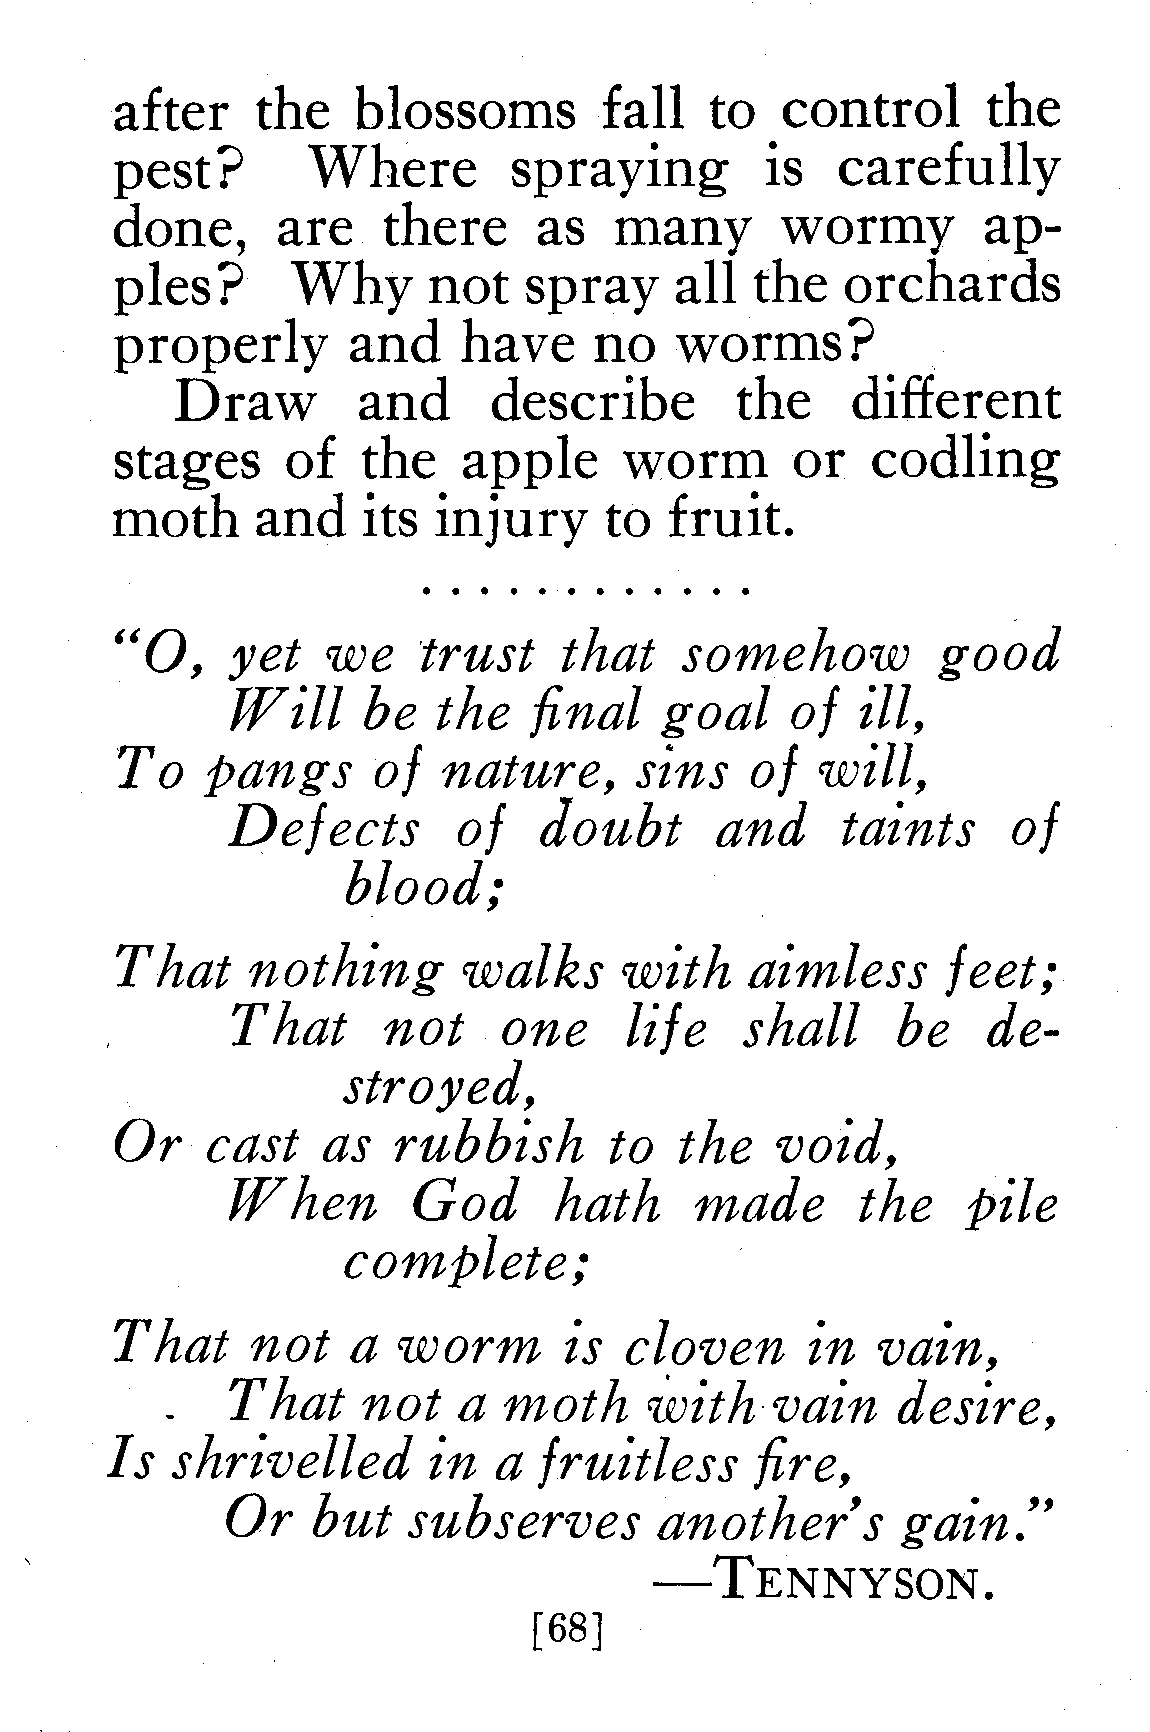 after the blossoms fall to control the
pest? Where spraying is carefully
done, are there as many wormy ap-
ples? Why not spray all the orchards
properly and have no worms?
Draw and describe the different
stages of the apple worm or codling
moth and its injury to fruit.
............
“O, yet we trust that somehow good
Will be the final goal of ill,
To pangs of nature, sins of will,
Defects of doubt and taints of
blood;
That nothing walks with aimless feet;
That not one life shall be de-
stroyed,
Or cast as rubbish to the void,
When God hath made the pile
complete;
That not a worm is cloven in vain,
That not a moth with vain desire,
Is shrivelled in a fruitless fire,
Or but subserves another’s gain.”
—TENNYSON.
[68]